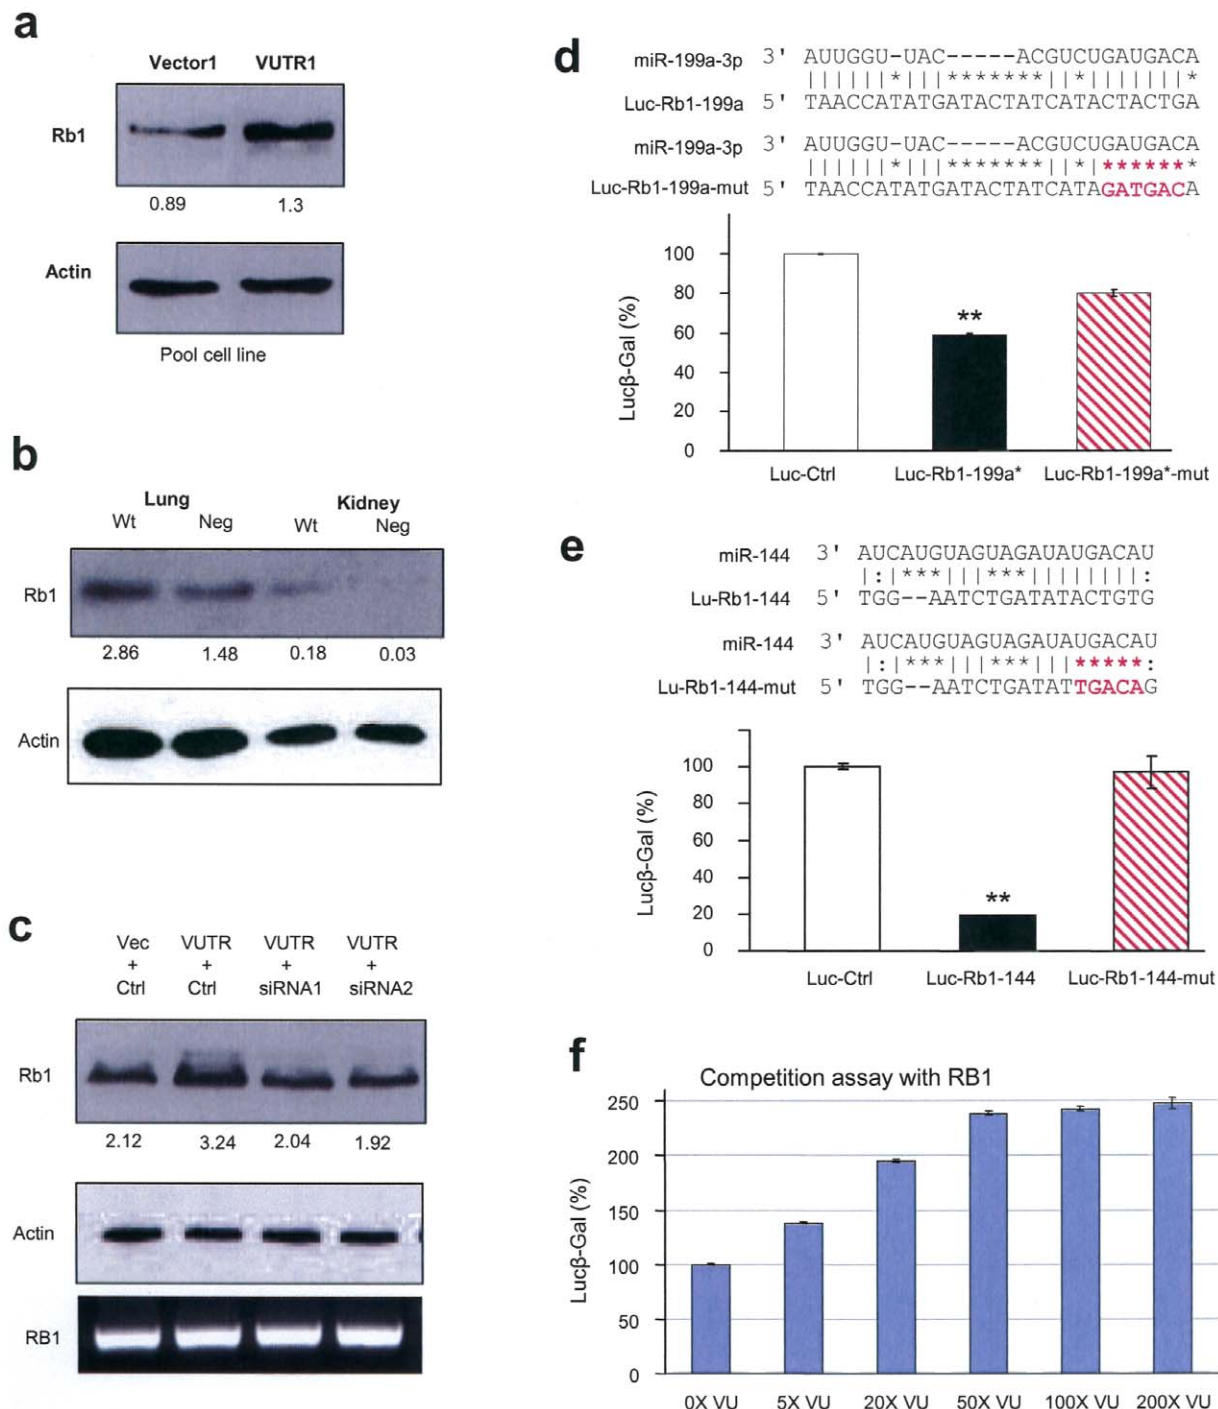 a
Vector1 VUTR1
Rb1
0.89 1.3
Actin
Pool cell line
b
Lung Kidney
Wt Neg Wt Neg
Rb1
2.86 1.48 0.18 0.03
Actin
c
Vec VUTR VUTR VUTR
+ + + +
Ctrl Ctrl siRNA1 siRNA2
Rb1
2.12 3.24 2.04 1.92
Actin
RB1
d
miR-199a-3p 3' AUUGGU-UAC-----ACGUCUGAUGACA
||||||*|||*******||*|||||||*
Luc-Rb1-199a 5' TAACCATATGATACTATCATACTACTGA
miR-199a-3p 3' AUUGGU-UAC-----ACGUCUGAUGACA
||||||*|||*******||*|*******
Luc-Rb1-199a-mut 5' TAACCATATGATACTATCATAGATGACA
Lucβ-Gal (%)
100
80
60
40
20
0
**
Luc-Ctrl Luc-Rb1-199a* Luc-Rb1-199a*-mut
e
miR-144 3' AUCAUGUAGUAGAUAUGACAU
|:|***|||***||||||||:
Lu-Rb1-144 5' TGG--AATCTGATATACTGTG
miR-144 3' AUCAUGUAGUAGAUAUGACAU
|:|***|||***|||*****:
Lu-Rb1-144-mut 5' TGG--AATCTGATATTGACAG
Lucβ-Gal (%)
100
80
60
40
20
0
**
Luc-Ctrl Luc-Rb1-144 Luc-Rb1-144-mut
f
Competition assay with RB1
Lucβ-Gal (%)
250
200
150
100
50
0
0X VU 5X VU 20X VU 50X VU 100X VU 200X VU